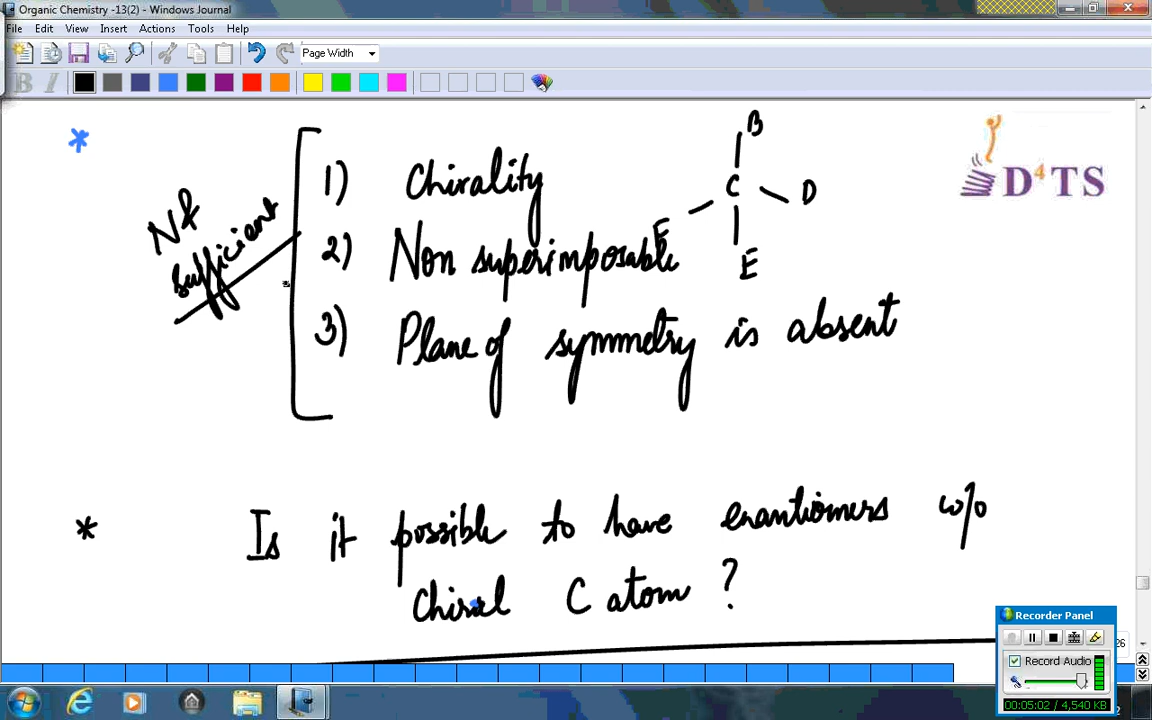 Organic Chemistry -13(2) - Windows Journal
File Edit View Insert Actions Tools Help
Page Width
B I
*
1) Chirality
2) Non superimposable
3) Plane of symmetry is absent
Nt sufficient
B
C D
E
E
D4TS
* Is it possible to have enantiomers w/o
chiral C atom ?
Recorder Panel
Record Audio
00:05:02 / 4,540 KB
26